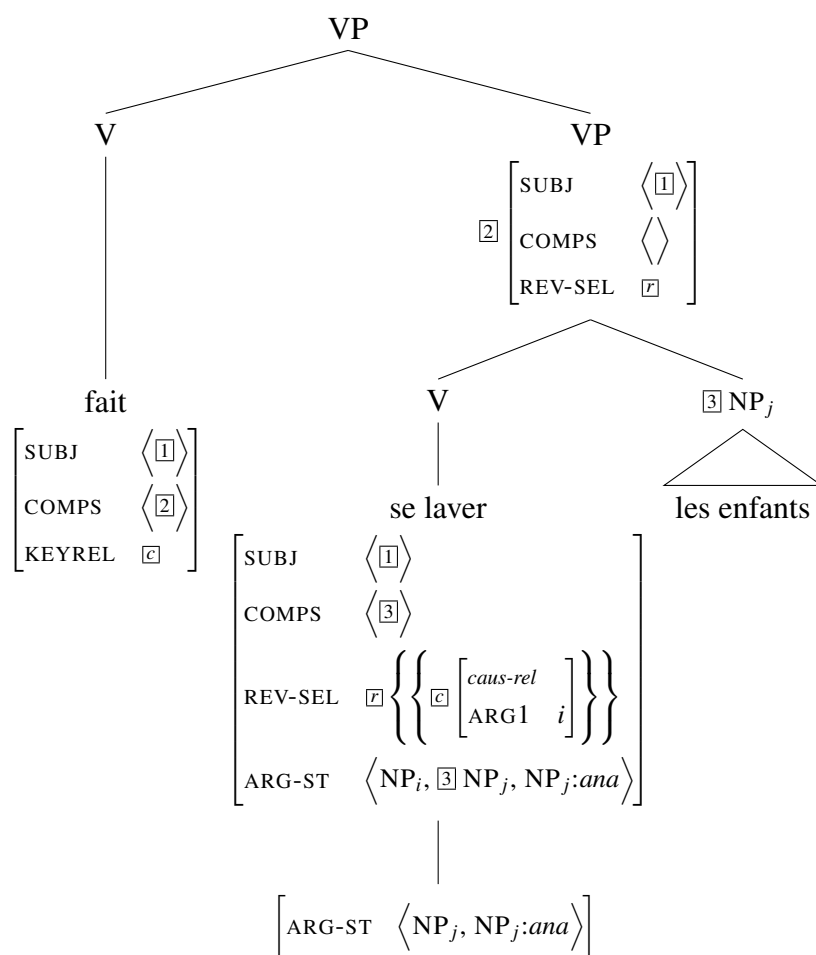 VP
V VP
2 [SUBJ ⟨1⟩
COMPS ⟨⟩
REV-SEL r]
fait V 3 NPj
[SUBJ ⟨1⟩
COMPS ⟨2⟩
KEYREL c]
se laver les enfants
[SUBJ ⟨1⟩
COMPS ⟨3⟩
REV-SEL r {{c [caus-rel
ARG1 i]}}
ARG-ST ⟨NPi, 3 NPj, NPj:ana⟩]
[ARG-ST ⟨NPj, NPj:ana⟩]